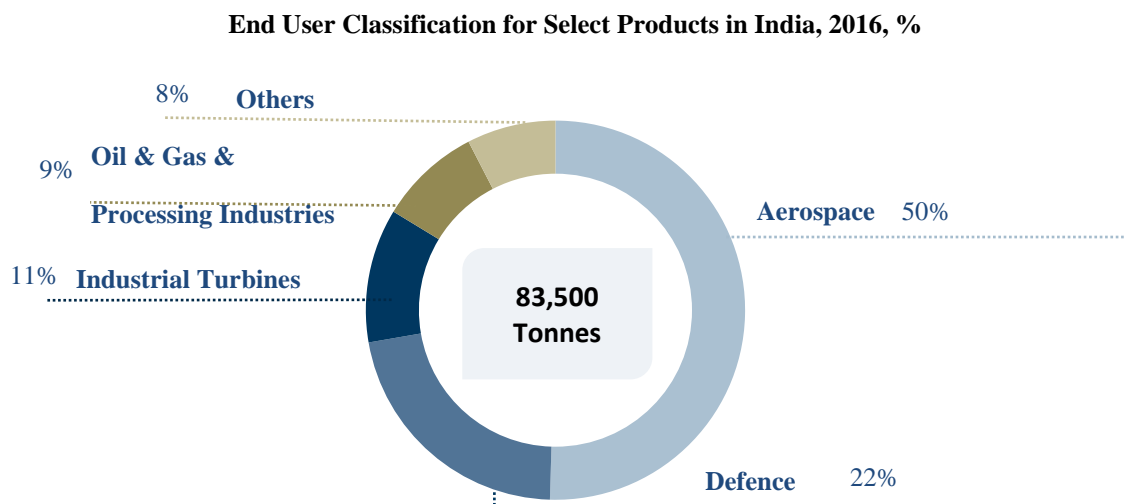 End User Classification for Select Products in India, 2016, %
8% Others
9% Oil & Gas &
Processing Industries
Aerospace 50%
11% Industrial Turbines
83,500
Tonnes
Defence 22%